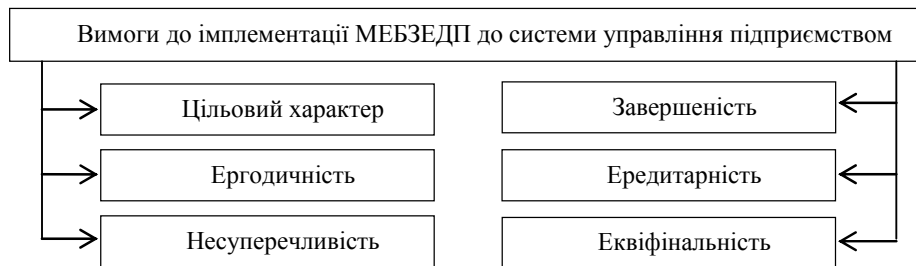 Вимоги до імплементації МЕБЗЕДП до системи управління підприємством
Цільовий характер
Завершеність
Ергодичність
Ередитарність
Несуперечливість
Еквіфінальність